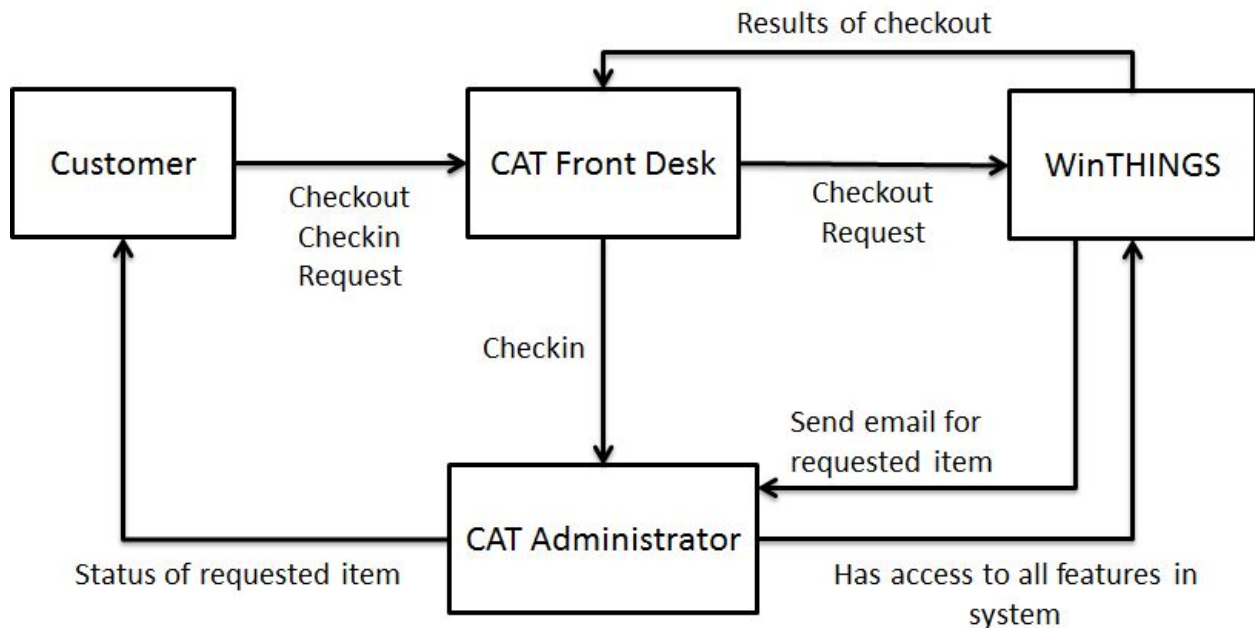 Results of checkout
Customer
CAT Front Desk
WinTHINGS
Checkout
Checkin
Request
Checkout
Request
Checkin
Send email for
requested item
CAT Administrator
Status of requested item
Has access to all features in
system